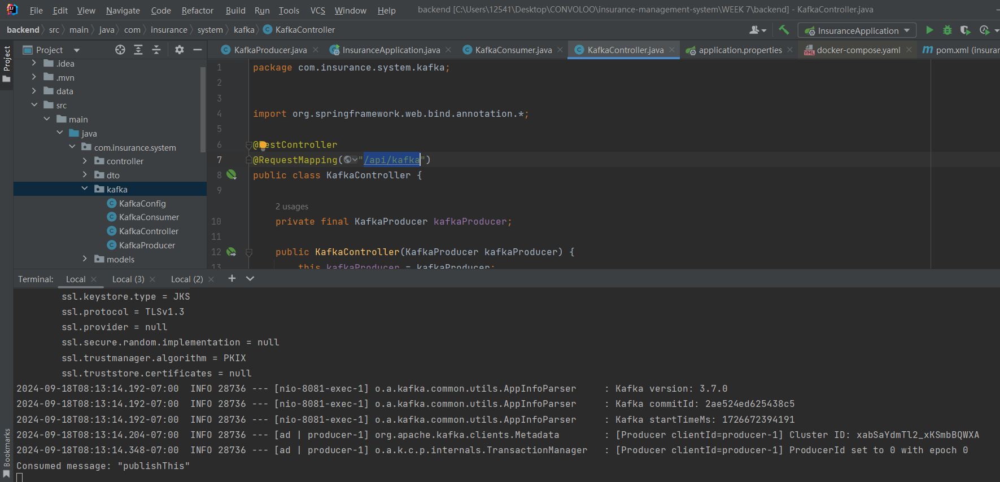 File Edit View Navigate Code Refactor Build Run Tools VCS Window Help backend [C:\Users\12541\Desktop\CONVOLOO\insurance-management-system\WEEK 7\backend] - KafkaController.java
backend src main java com insurance system kafka KafkaController InsuranceApplication
Project
Project KafkaProducer.java InsuranceApplication.java KafkaConsumer.java KafkaController.java application.properties docker-compose.yaml pom.xml (insuran
.idea
.mvn
data
src
main
java
com.insurance.system
controller
dto
kafka
KafkaConfig
KafkaConsumer
KafkaController
KafkaProducer
models
1 package com.insurance.system.kafka;
2
3
4 import org.springframework.web.bind.annotation.*;
5
6 @RestController
7 @RequestMapping("/api/kafka")
8 public class KafkaController {
9
2 usages
10 private final KafkaProducer kafkaProducer;
11
12 public KafkaController(KafkaProducer kafkaProducer) {
13 this.kafkaProducer = kafkaProducer;
Terminal: Local Local (3) Local (2)
ssl.keystore.type = JKS
ssl.protocol = TLSv1.3
ssl.provider = null
ssl.secure.random.implementation = null
ssl.trustmanager.algorithm = PKIX
ssl.truststore.certificates = null
2024-09-18T08:13:14.192-07:00 INFO 28736 --- [nio-8081-exec-1] o.a.kafka.common.utils.AppInfoParser : Kafka version: 3.7.0
2024-09-18T08:13:14.192-07:00 INFO 28736 --- [nio-8081-exec-1] o.a.kafka.common.utils.AppInfoParser : Kafka commitId: 2ae524ed625438c5
2024-09-18T08:13:14.192-07:00 INFO 28736 --- [nio-8081-exec-1] o.a.kafka.common.utils.AppInfoParser : Kafka startTimeMs: 1726672394191
2024-09-18T08:13:14.204-07:00 INFO 28736 --- [ad | producer-1] org.apache.kafka.clients.Metadata : [Producer clientId=producer-1] Cluster ID: xabSaYdmTl2_xKSmbBQWXA
2024-09-18T08:13:14.348-07:00 INFO 28736 --- [ad | producer-1] o.a.k.c.p.internals.TransactionManager : [Producer clientId=producer-1] ProducerId set to 0 with epoch 0
Consumed message: "publishThis"
Bookmarks